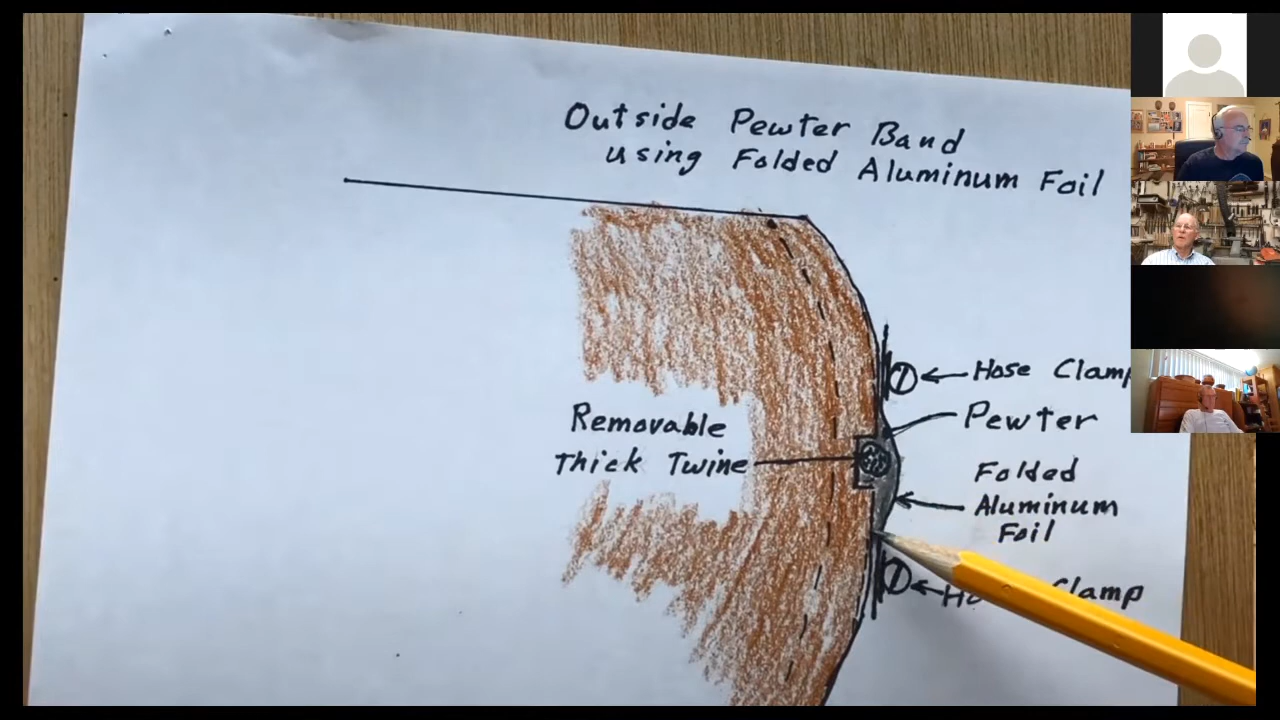 Outside Pewter Band
using Folded Aluminum Foil
Hose Clamp
Removable
Thick Twine
Pewter
Folded
Aluminum
Foil
Clamp